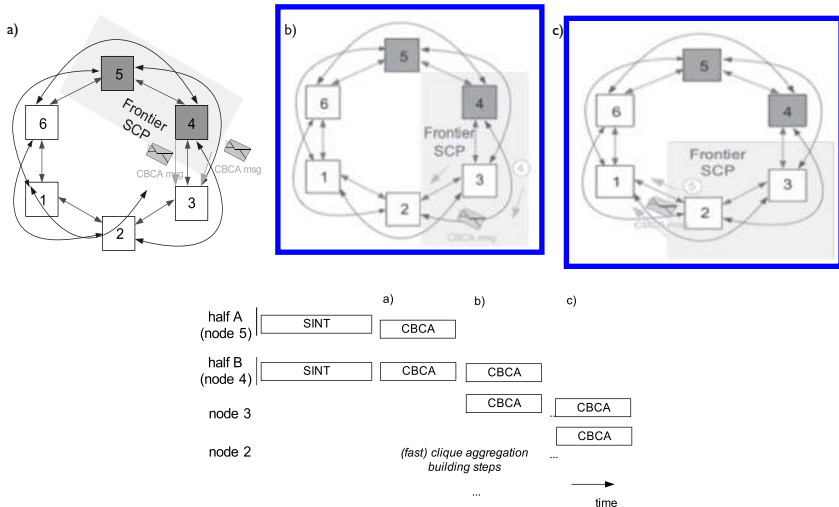 a)
5
6
4
Frontier
SCP
CBCA msg
CBCA msg
1
3
2
b)
5
6
4
Frontier
SCP
1
3
4
2
CBCA msg
c)
5
6
4
Frontier
SCP
1
5
3
2
CBCA msg
a) b) c)
half A
(node 5)
SINT CBCA
half B
(node 4)
SINT CBCA CBCA
node 3
CBCA ... CBCA
node 2
CBCA
(fast) clique aggregation
building steps
...
...
time